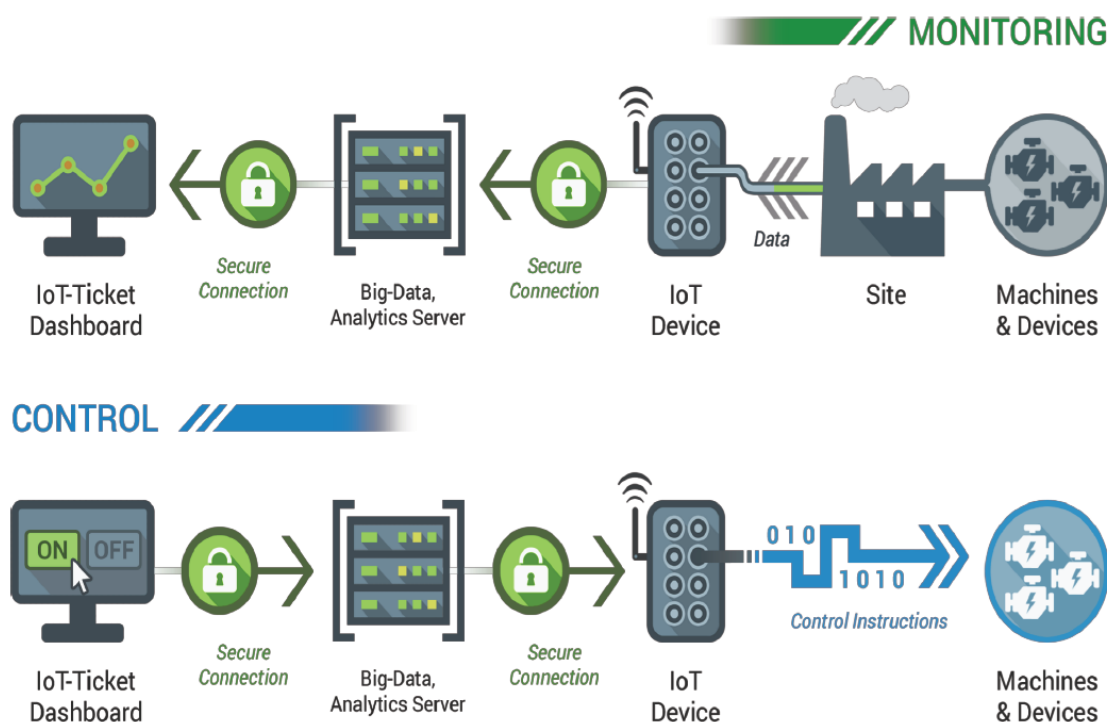 MONITORING
Secure
Connection
Secure
Connection
Data
IoT-Ticket
Dashboard
Big-Data,
Analytics Server
IoT
Device
Site
Machines
& Devices
CONTROL
ON OFF
010
1010
Control Instructions
Secure
Connection
Secure
Connection
IoT-Ticket
Dashboard
Big-Data,
Analytics Server
IoT
Device
Machines
& Devices